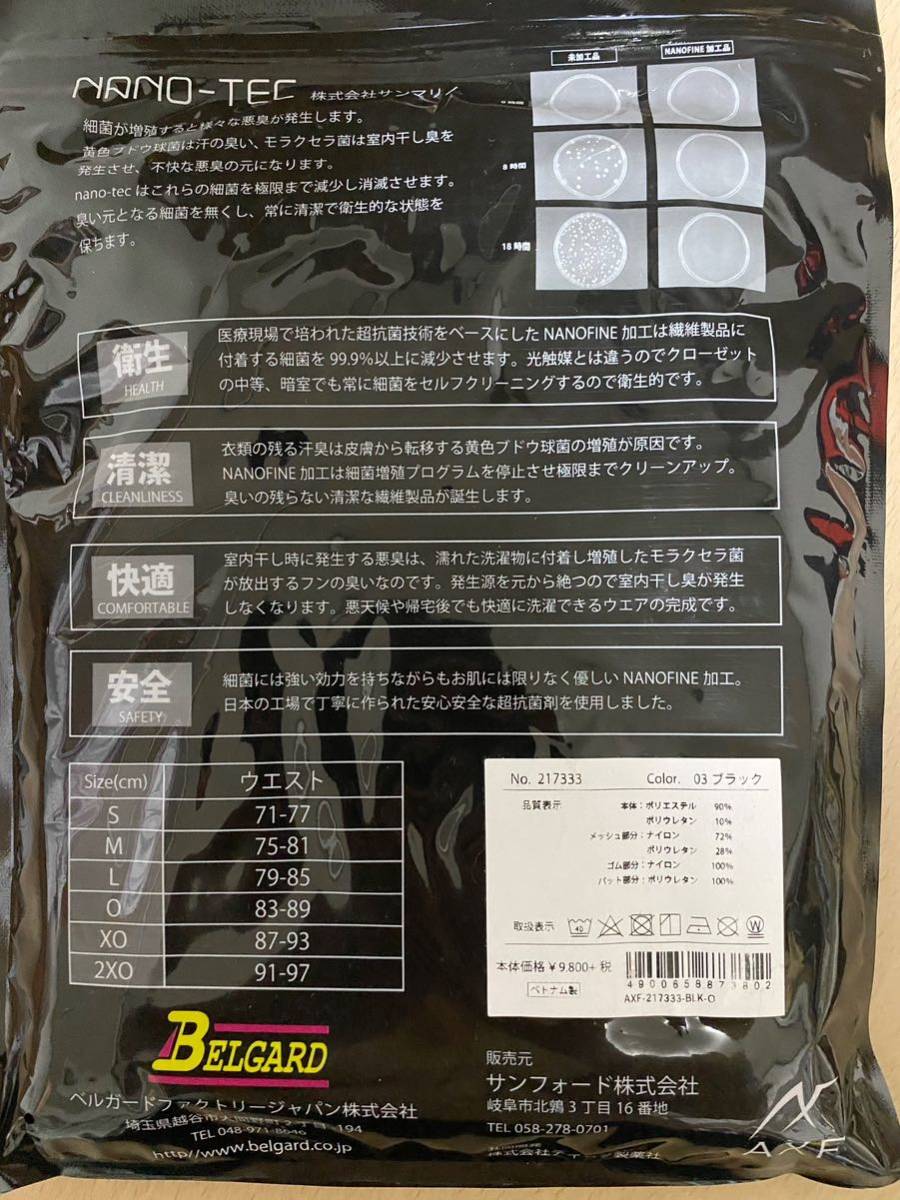 NANO-TEC 株式会社サンマリノ
細菌が増殖すると様々な悪臭が発生します。
黄色ブドウ球菌は汗の臭い、モラクセラ菌は室内干し臭を
発生させ、不快な悪臭の元になります。
nano-tec はこれらの細菌を極限まで減少し消滅させます。
臭い元となる細菌を無くし、常に清潔で衛生的な状態を
保ちます。
未加工品
NANOFINE 加工品
8 時間
18 時間
衛生
HEALTH
医療現場で培われた超抗菌技術をベースにした NANOFINE 加工は繊維製品に
付着する細菌を 99.9%以上に減少させます。光触媒とは違うのでクローゼット
の中等、暗室でも常に細菌をセルフクリーニングするので衛生的です。
清潔
CLEANLINESS
衣類の残る汗臭は皮膚から転移する黄色ブドウ球菌の増殖が原因です。
NANOFINE 加工は細菌増殖プログラムを停止させ極限までクリーンアップ。
臭いの残らない清潔な繊維製品が誕生します。
快適
COMFORTABLE
室内干し時に発生する悪臭は、濡れた洗濯物に付着し増殖したモラクセラ菌
が放出するフンの臭いなのです。発生源を元から絶つので室内干し臭が発生
しなくなります。悪天候や帰宅後でも快適に洗濯できるウエアの完成です。
安全
SAFETY
細菌には強い効力を持ちながらもお肌には限りなく優しい NANOFINE 加工。
日本の工場で丁寧に作られた安心安全な超抗菌剤を使用しました。
Size(cm) ウエスト
S 71-77
M 75-81
L 79-85
O 83-89
XO 87-93
2XO 91-97
No. 217333 Color. 03 ブラック
品質表示 本体：ポリエステル 90%
ポリウレタン 10%
メッシュ部分：ナイロン 72%
ポリウレタン 28%
ゴム部分：ナイロン 100%
パット部分：ポリウレタン 100%
取扱表示 40 W
本体価格 ¥9,800+ 税
ベトナム製
4900658873802
AXF-217333-BLK-O
BELGARD
ベルガードファクトリージャパン株式会社
埼玉県越谷市
194
TEL 048-971-8646
http//www.belgard.co.jp
販売元
サンフォード株式会社
岐阜市北鶉 3 丁目 16 番地
TEL 058-278-0701
AXF